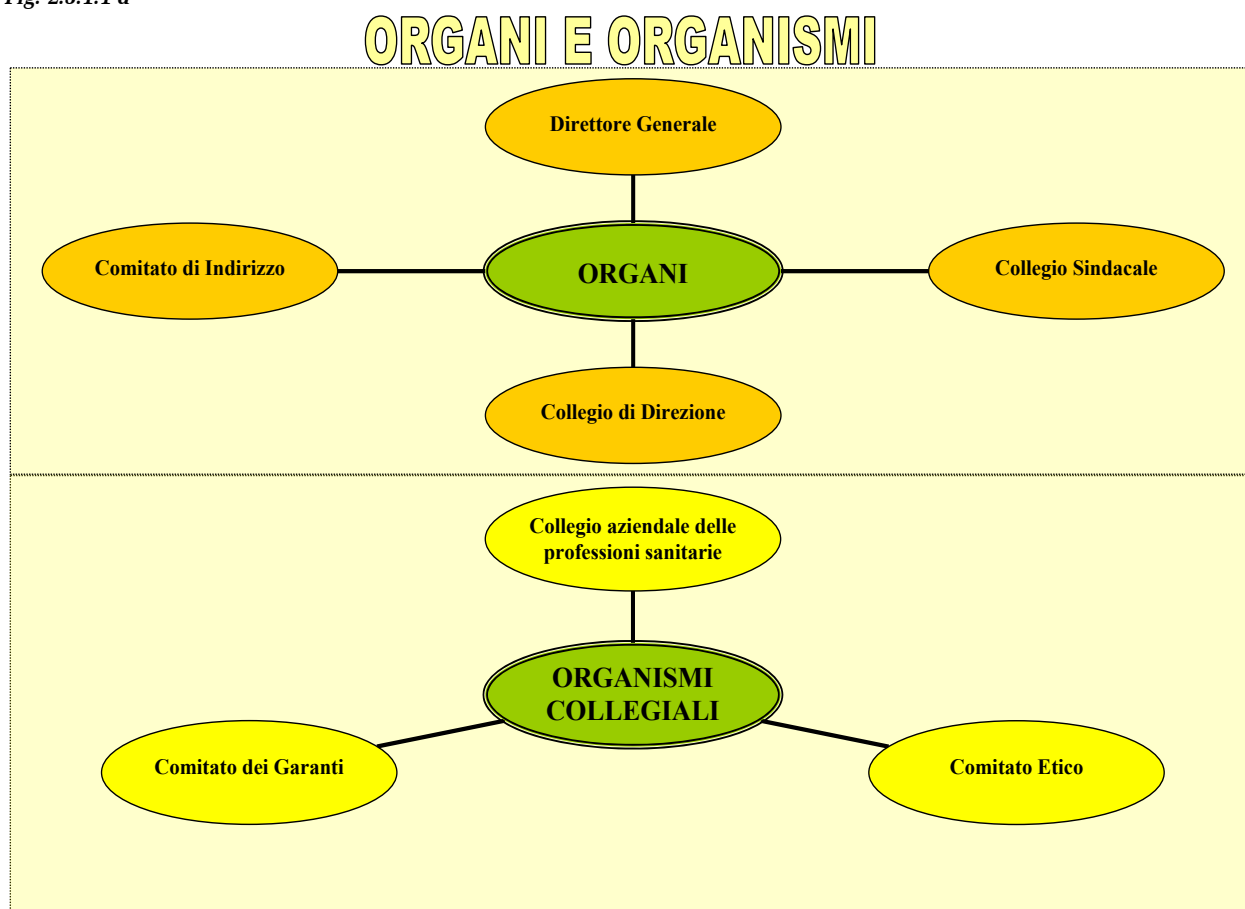 ORGANI E ORGANISMI
Direttore Generale
Comitato di Indirizzo
ORGANI
Collegio Sindacale
Collegio di Direzione
Collegio aziendale delle
professioni sanitarie
ORGANISMI
COLLEGIALI
Comitato dei Garanti
Comitato Etico